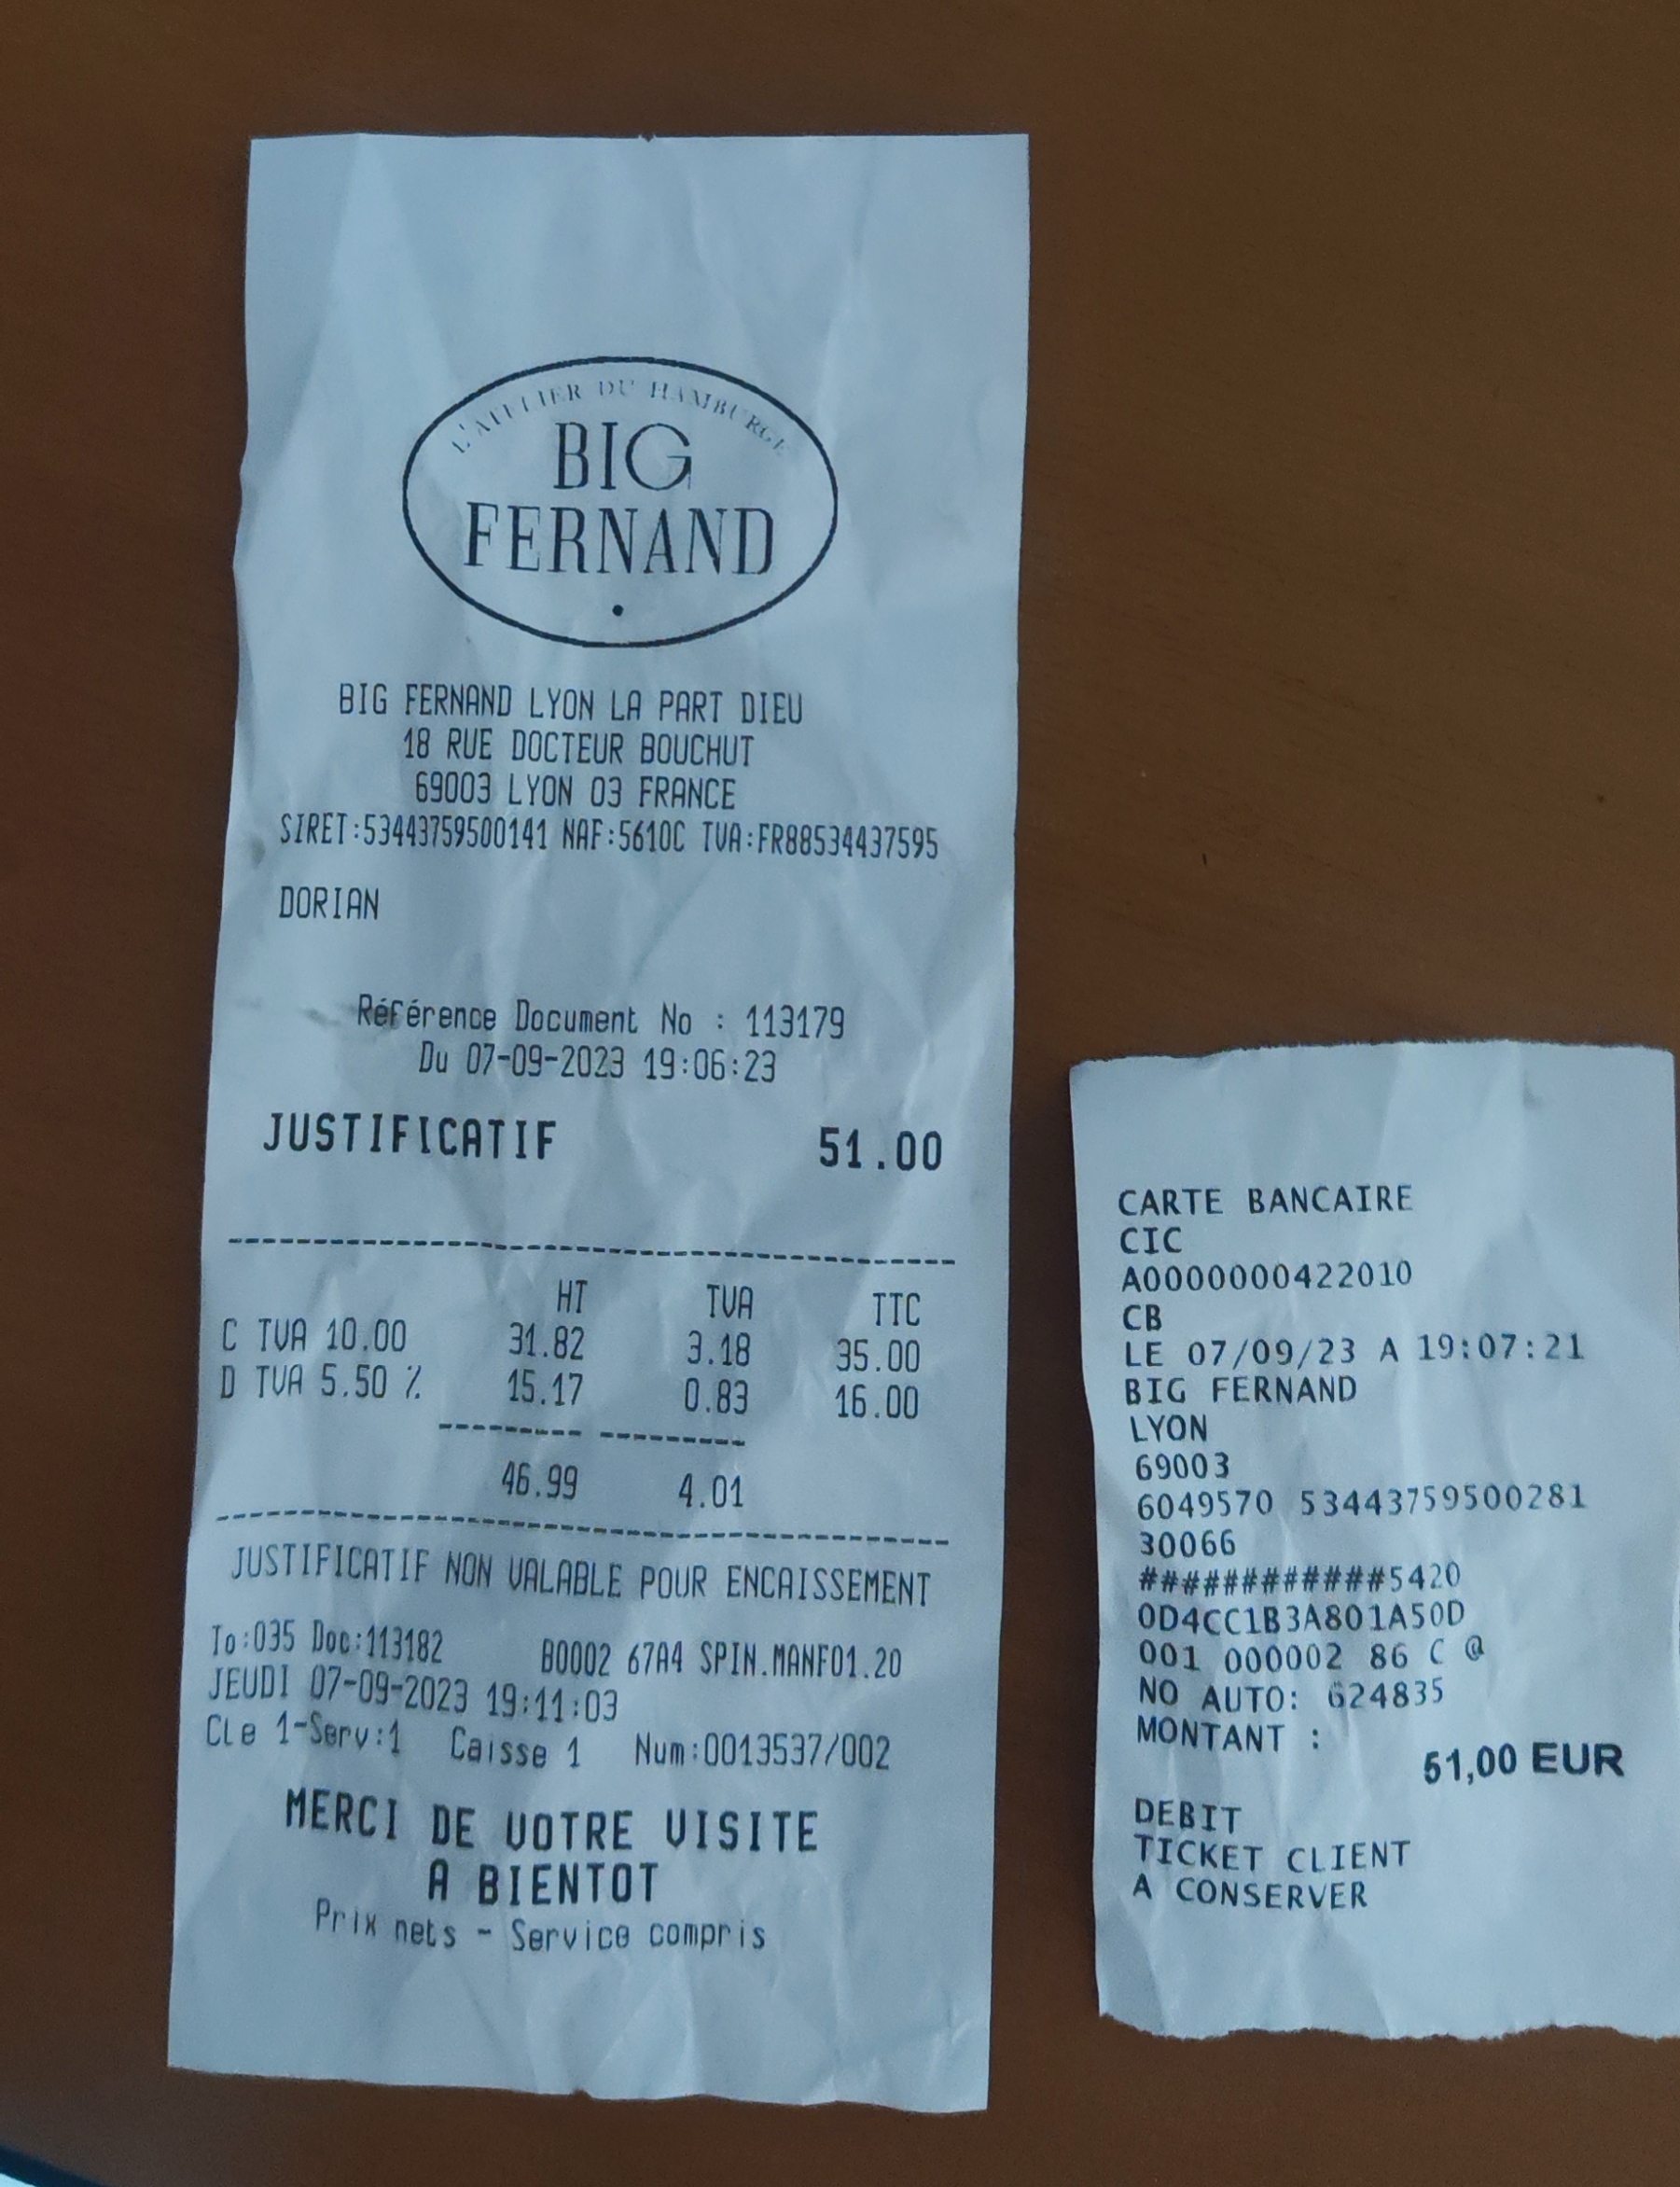 L'ATELIER DU HAMBURGÉ
BIG
FERNAND
BIG FERNAND LYON LA PART DIEU
18 RUE DOCTEUR BOUCHUT
69003 LYON 03 FRANCE
SIRET:53443759500141 NAF:5610C TVA:FR88534437595
DORIAN
Référence Document No : 113179
Du 07-09-2023 19:06:23
JUSTIFICATIF 51.00
HT TVA TTC
C TVA 10.00 31.82 3.18 35.00
D TVA 5.50 % 15.17 0.83 16.00
46.99 4.01
JUSTIFICATIF NON VALABLE POUR ENCAISSEMENT
To:035 Doc:113182 B0002 67A4 SPIN.MANF01.20
JEUDI 07-09-2023 19:11:03
Cle 1-Serv:1 Caisse 1 Num:0013537/002
MERCI DE VOTRE VISITE
A BIENTOT
Prix nets - Service compris
CARTE BANCAIRE
CIC
A0000000422010
CB
LE 07/09/23 A 19:07:21
BIG FERNAND
LYON
69003
6049570 53443759500281
30066
############5420
0D4CC1B3A801A50D
001 000002 86 C @
NO AUTO: 624835
MONTANT :
51,00 EUR
DEBIT
TICKET CLIENT
A CONSERVER